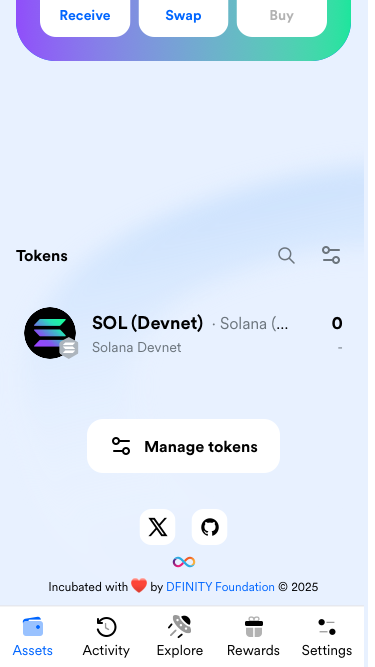 Receive Swap Buy
Tokens
SOL (Devnet) · Solana (... 0
Solana Devnet -
Manage tokens
Incubated with ❤️ by DFINITY Foundation © 2025
Assets Activity Explore Rewards Settings